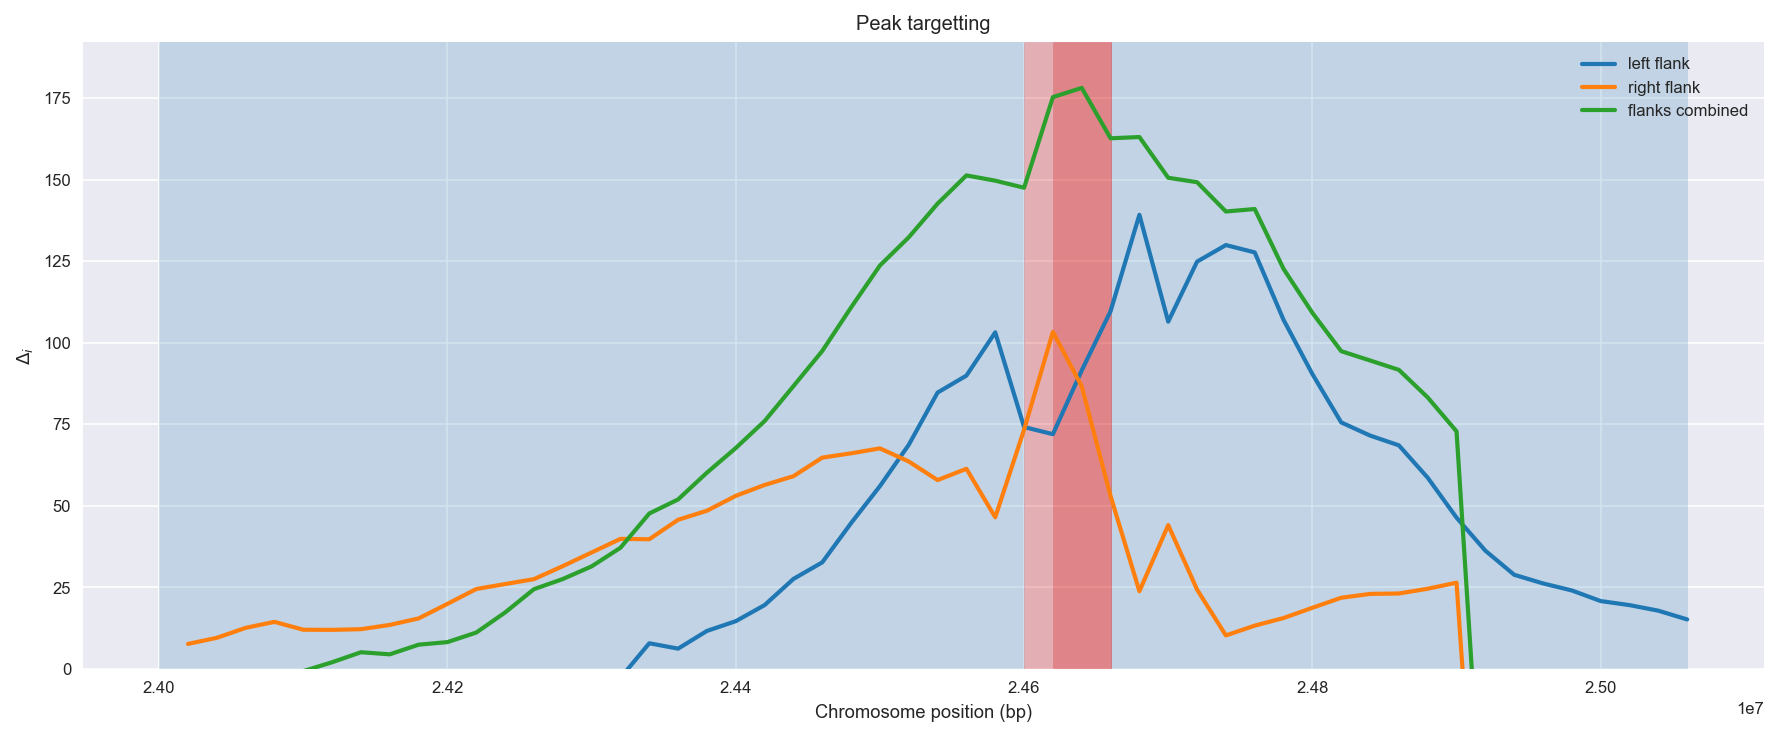 Peak targetting
left flank
right flank
flanks combined
175
150
125
100
75
50
25
0
Δi
2.40 2.42 2.44 2.46 2.48 2.50
1e7
Chromosome position (bp)